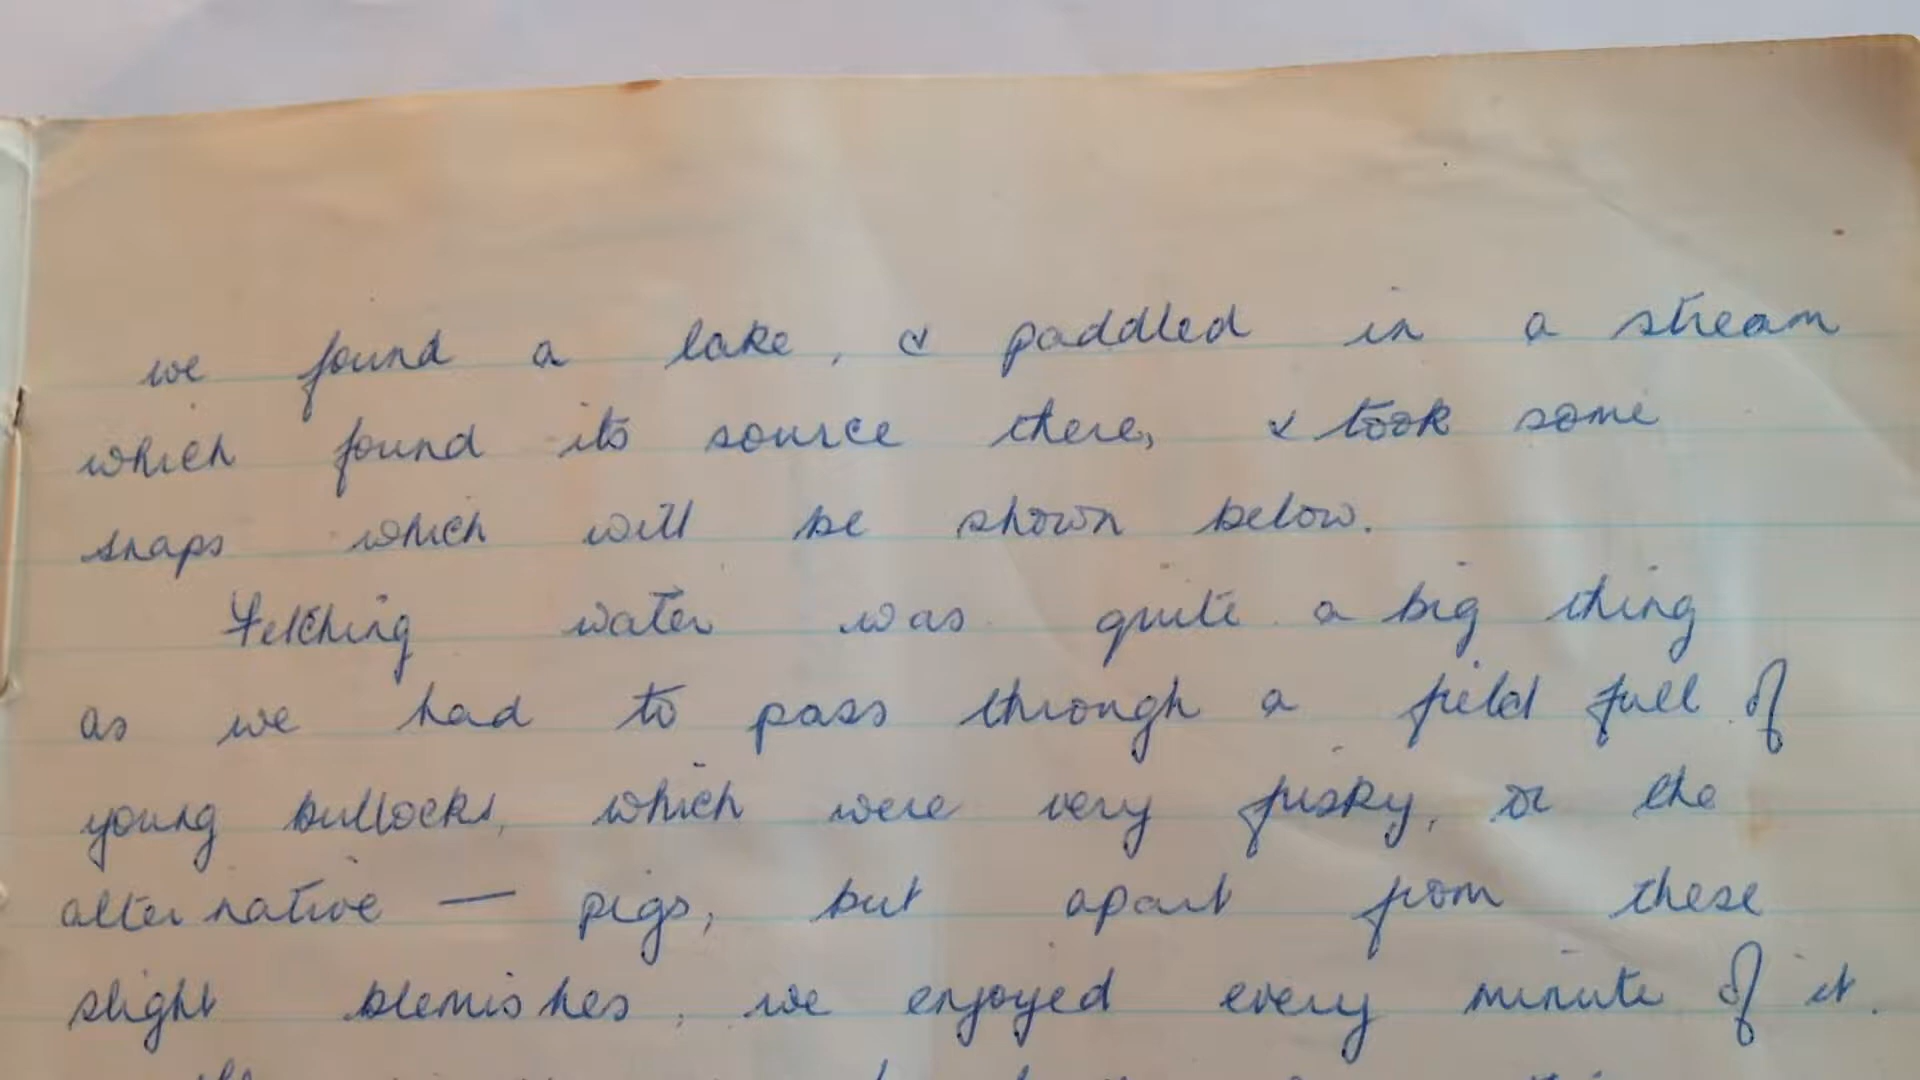 we found a lake, & paddled in a stream
which found its source there, & took some
snaps which will be shown below.
Fetching water was quite a big thing
as we had to pass through a field full of
young bullocks, which were very frisky, or the
alternative — pigs, but apart from these
slight blemishes, we enjoyed every minute of it.